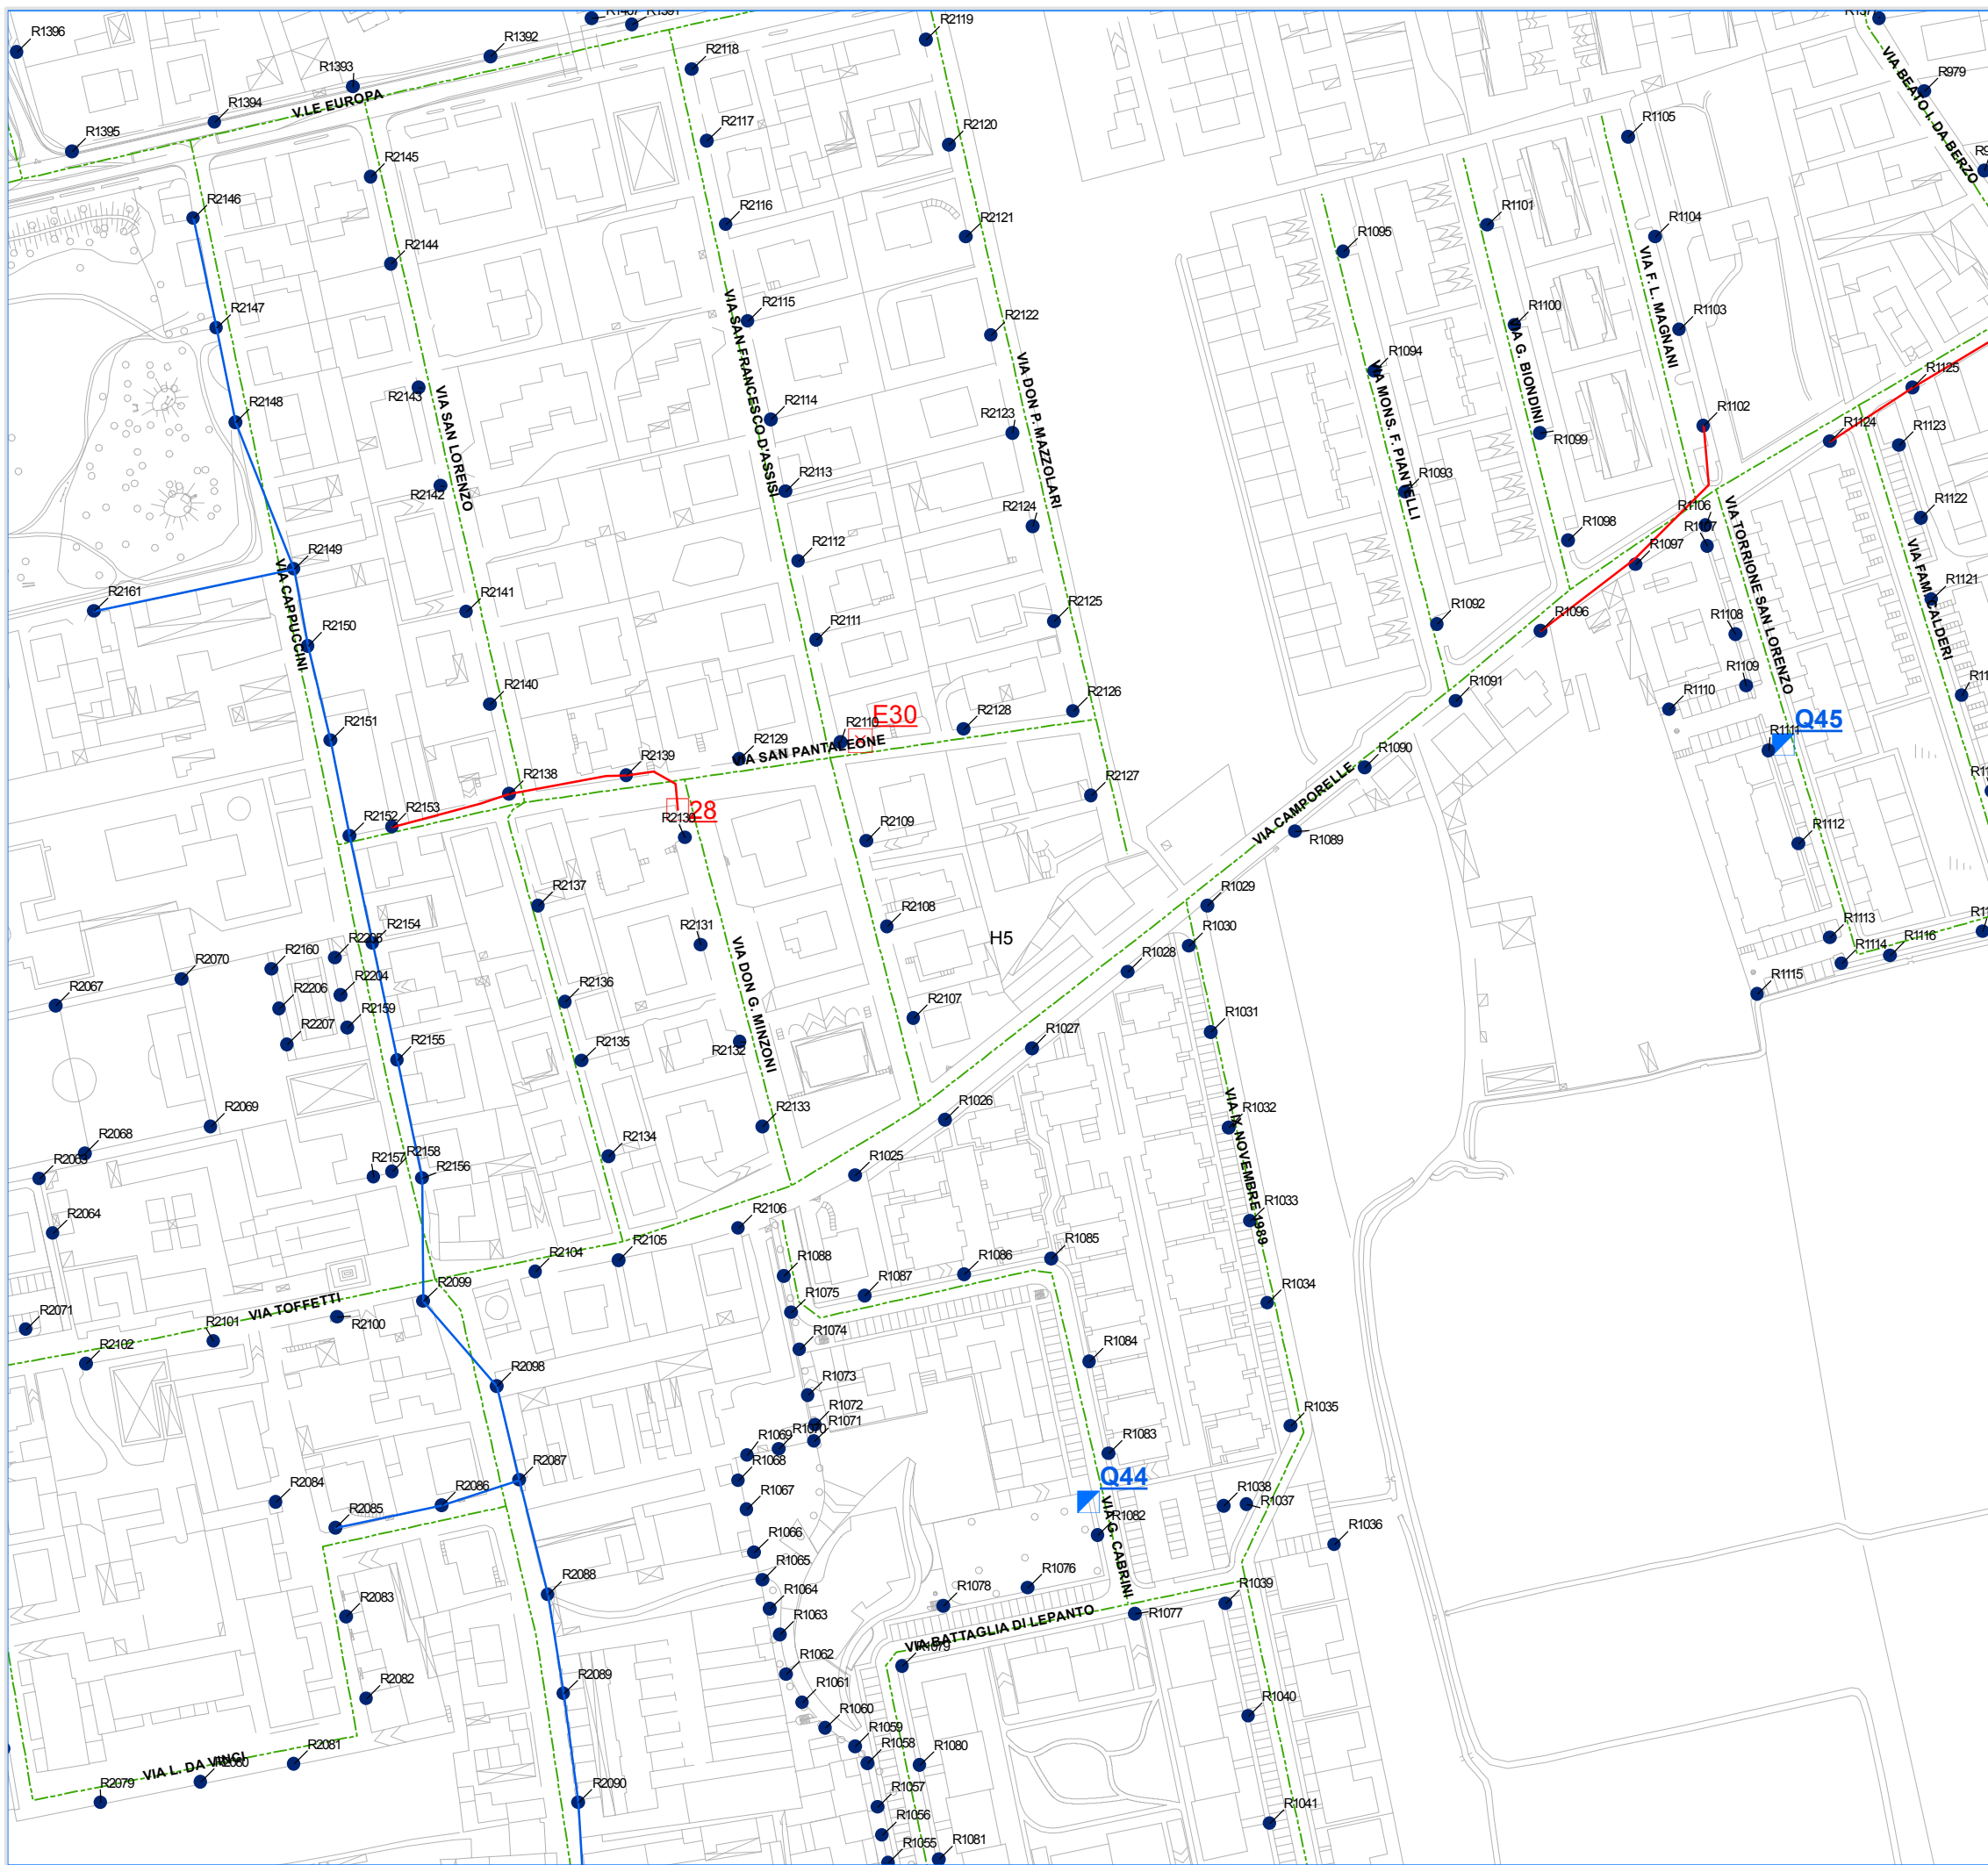 R1396
R1392
R2119
R2118
R1393
R979
V.LE EUROPA
R1394
R1395
R2117
R2120
R1105
VIA BEATO I. DA BERZO
R2145
R2146
R2116
R2121
R1101
R1104
R1095
R2144
VIA F. L. MAGNANI
R2147
R2115
R2122
R1100
R1103
VIA SAN FRANCESCO D'ASSISI
VIA G. BIONDINI
R1094
R1125
R2143
R2148
VIA SAN LORENZO
R2114
R2123
VIA DON P. MAZZOLARI
VIA MONS. F. PIANTELLI
R1099
R1102
R1124
R1123
R2113
R1093
R2142
R2124
R1106
R1122
R1098
R1107
R2149
R2112
R1097
VIA TORRIONE SAN LORENZO
R1121
R2161
VIA CAPPUCCINI
R2141
R2125
R1092
R1096
R1108
VIA FAM. CALDERI
R2150
R2111
R1109
R2140
R2126
R1091
R1110
R2151
R2110
E30
R2128
Q45
R1111
R2129
VIA SAN PANTALEONE
R2138
R2139
R2127
R1090
VIA CAMPORELLE
R2152
R2153
28
R2109
R1089
R1112
R2137
R1029
R2131
R2108
H5
R1030
R1113
R2154
R2160
R2070
R1028
R1114
R1116
R2067
R2206
R2204
R2136
VIA DON G. MINZONI
R2107
R1115
R2159
R2207
R1031
R2155
R2135
R2132
R1027
R2069
R2133
R1026
R1032
VIA IX NOVEMBRE 1989
R2068
R2134
R2157
R2158
R2156
R1025
R2064
R2106
R1033
R2104
R2105
R1088
R1086
R1085
R2099
R1075
R1087
R1034
VIA TOFFETTI
R2071
R2101
R2100
R2102
R1074
R1084
R2098
R1073
R1072
R1071
R1035
R1069
R1070
R1083
R2087
R1068
Q44
R2084
R2086
R1067
R1038
R1037
R2085
R1082
VIA G. CABRINI
R1036
R1066
R2088
R1065
R1076
R2083
R1064
R1078
R1039
R1063
VIA BATTAGLIA DI LEPANTO
R1077
R1079
R1062
R2082
R2089
R1061
R1040
R1060
R1059
R2081
R1058
R1080
VIA L. DA VINCI
R2079
R2090
R1057
R1056
R1041
R1055
R1081